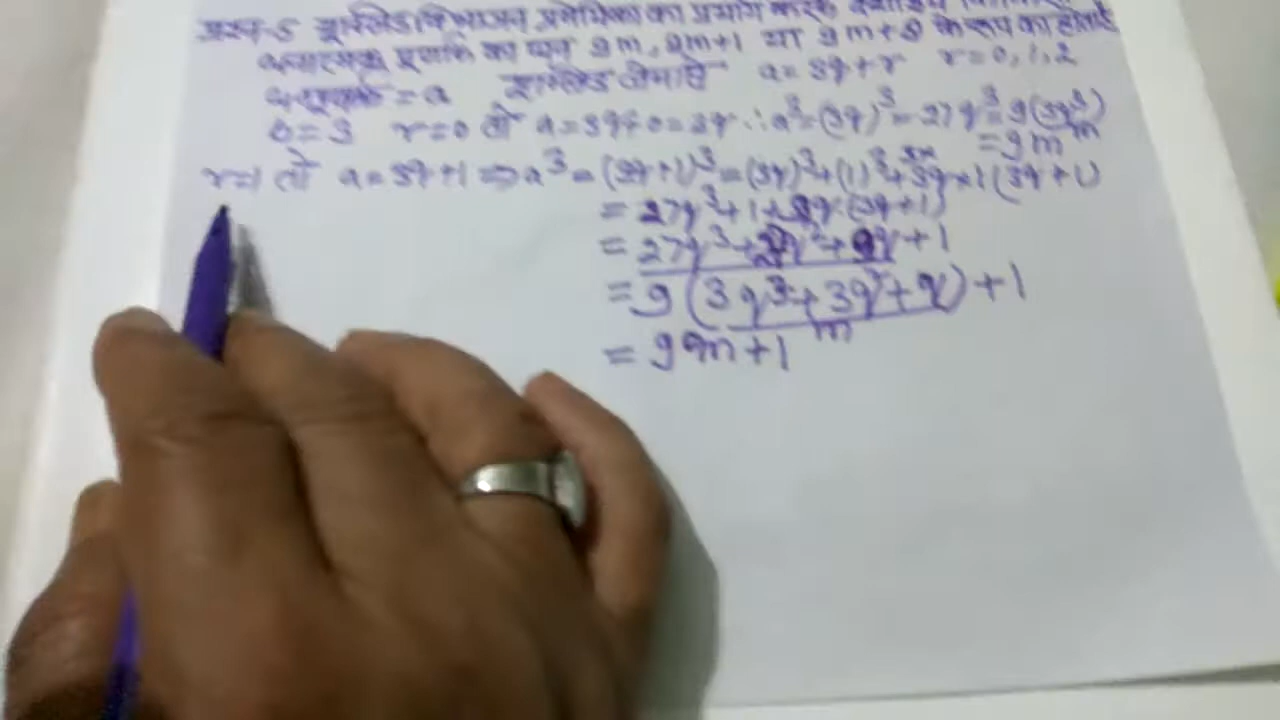 प्रश्न-5 यूक्लिड विभाजन प्रमेयिका का प्रयोग करके
धनात्मक पूर्णांक का घन 9m, 9m+1 या 9m+8 के रूप का होता है
= a यूक्लिड a = 3q+r r=0,1,2
b=3 r=0 तो a=3q+0=3q ∴a³=(3q)³=27q³=9(3q³) m
=9m
r=1 तो a=3q+1 ⇒ a³=(3q+1)³=(3q)³+(1)³+3×3q×1(3q+1)
= 27q³+1+9q(3q+1)
= 27q³+27q²+9q+1
= 9(3q³+3q²+q)+1
m
= 9m+1